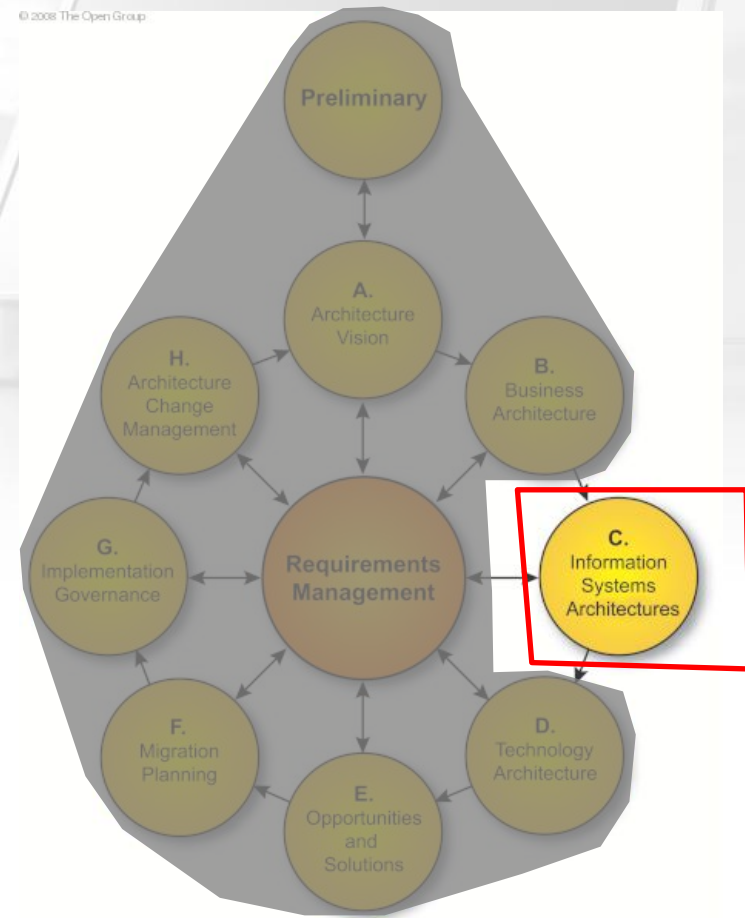 © 2008 The Open Group
Preliminary
A.
Architecture
Vision
B.
Business
Architecture
H.
Architecture
Change
Management
C.
Information
Systems
Architectures
G.
Implementation
Governance
Requirements
Management
D.
Technology
Architecture
F.
Migration
Planning
E.
Opportunities
and
Solutions